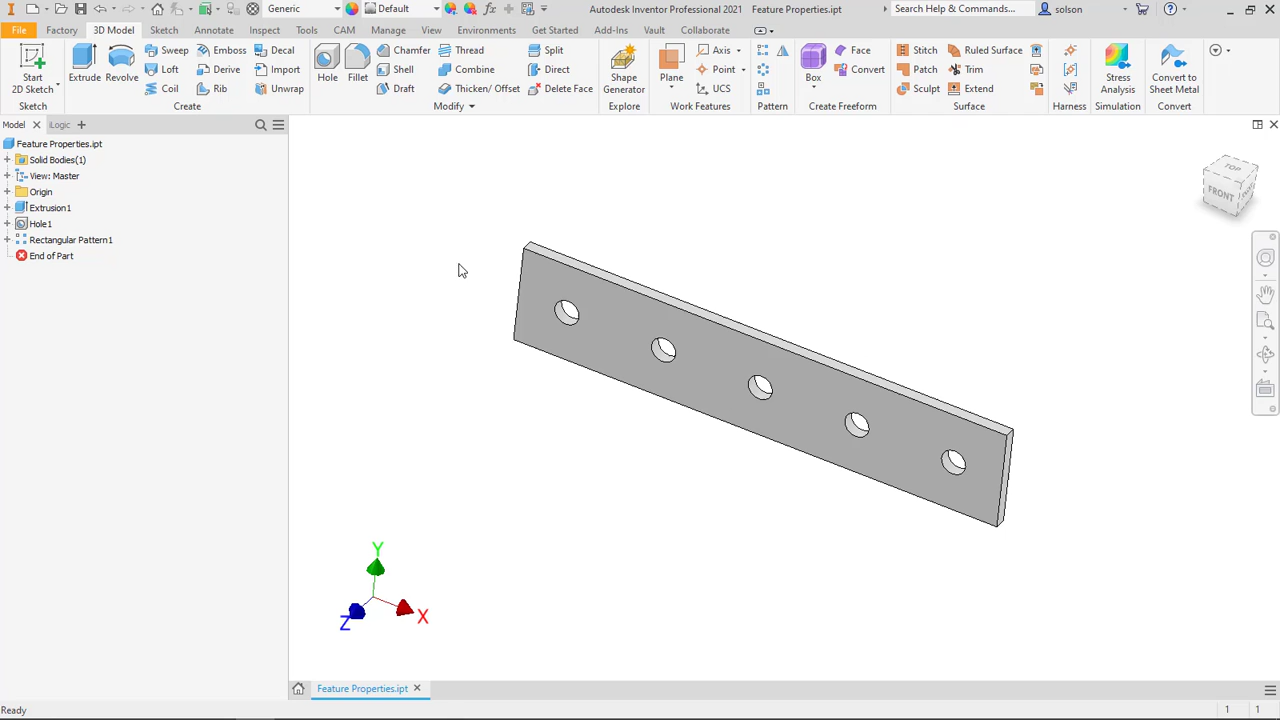 Generic Default fx Autodesk Inventor Professional 2021 Feature Properties.ipt Search Help & Commands... solson
File Factory 3D Model Sketch Annotate Inspect Tools CAM Manage View Environments Get Started Add-Ins Vault Collaborate
Start
2D Sketch
Extrude
Revolve
Sweep Emboss Decal
Loft Derive Import
Coil Rib Unwrap
Hole
Fillet
Chamfer Thread Split
Shell Combine Direct
Draft Thicken/ Offset Delete Face
Shape
Generator
Plane
Axis
Point
UCS
Box
Face
Convert
Stitch Ruled Surface
Patch Trim
Sculpt Extend
Stress
Analysis
Convert to
Sheet Metal
Sketch Create Modify Explore Work Features Pattern Create Freeform Surface Harness Simulation Convert
Model iLogic
Feature Properties.ipt
Solid Bodies(1)
View: Master
Origin
Extrusion1
Hole1
Rectangular Pattern1
End of Part
TOP
FRONT
RIGHT
Y
X
Z
Feature Properties.ipt
Ready 1 1